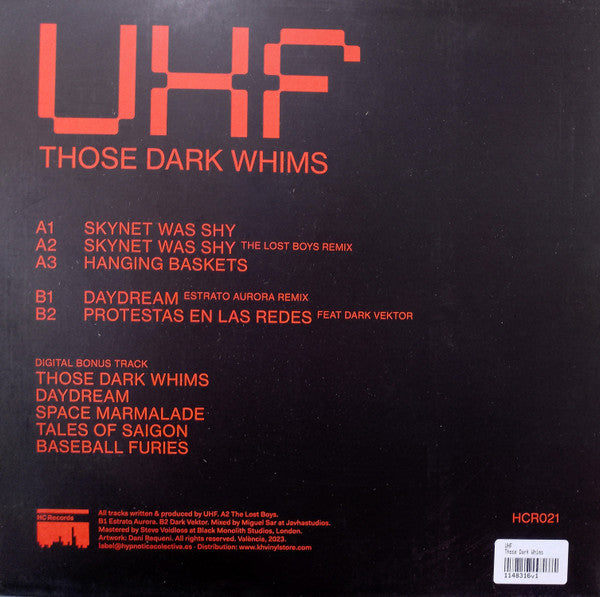 UHF
THOSE DARK WHIMS
A1 SKYNET WAS SHY
A2 SKYNET WAS SHY THE LOST BOYS REMIX
A3 HANGING BASKETS
B1 DAYDREAM ESTRATO AURORA REMIX
B2 PROTESTAS EN LAS REDES FEAT DARK VEKTOR
DIGITAL BONUS TRACK
THOSE DARK WHIMS
DAYDREAM
SPACE MARMALADE
TALES OF SAIGON
BASEBALL FURIES
HC Records
All tracks written & produced by UHF. A2 The Lost Boys.
B1 Estrato Aurora. B2 Dark Vektor. Mixed by Miguel Sar at Javhastudios.
Mastered by Steve Voidloss at Black Monolith Studios, London.
Artwork: Dani Requeni. All rights reserved. València, 2023.
label@hypnoticacolectiva.es - Distribution: www.khvinylstore.com
HCR021
UHF
Those Dark Whims
1148316v1